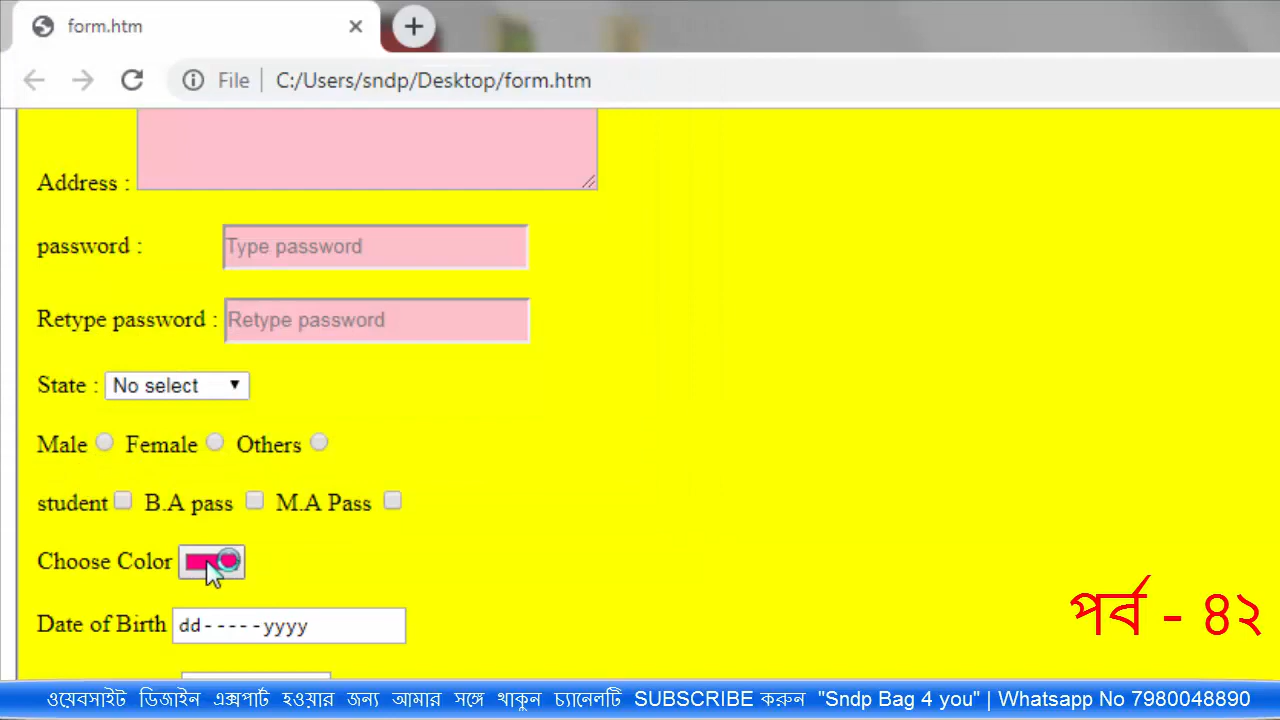 form.htm
File | C:/Users/sndp/Desktop/form.htm
Address :
password : Type password
Retype password : Retype password
State : No select
Male Female Others
student B.A pass M.A Pass
Choose Color
Date of Birth dd-----yyyy
পর্ব - ৪২
ওয়েবসাইট ডিজাইন এক্সপার্ট হওয়ার জন্য আমার সঙ্গে থাকুন চ্যানেলটি SUBSCRIBE করুন "Sndp Bag 4 you" | Whatsapp No 7980048890